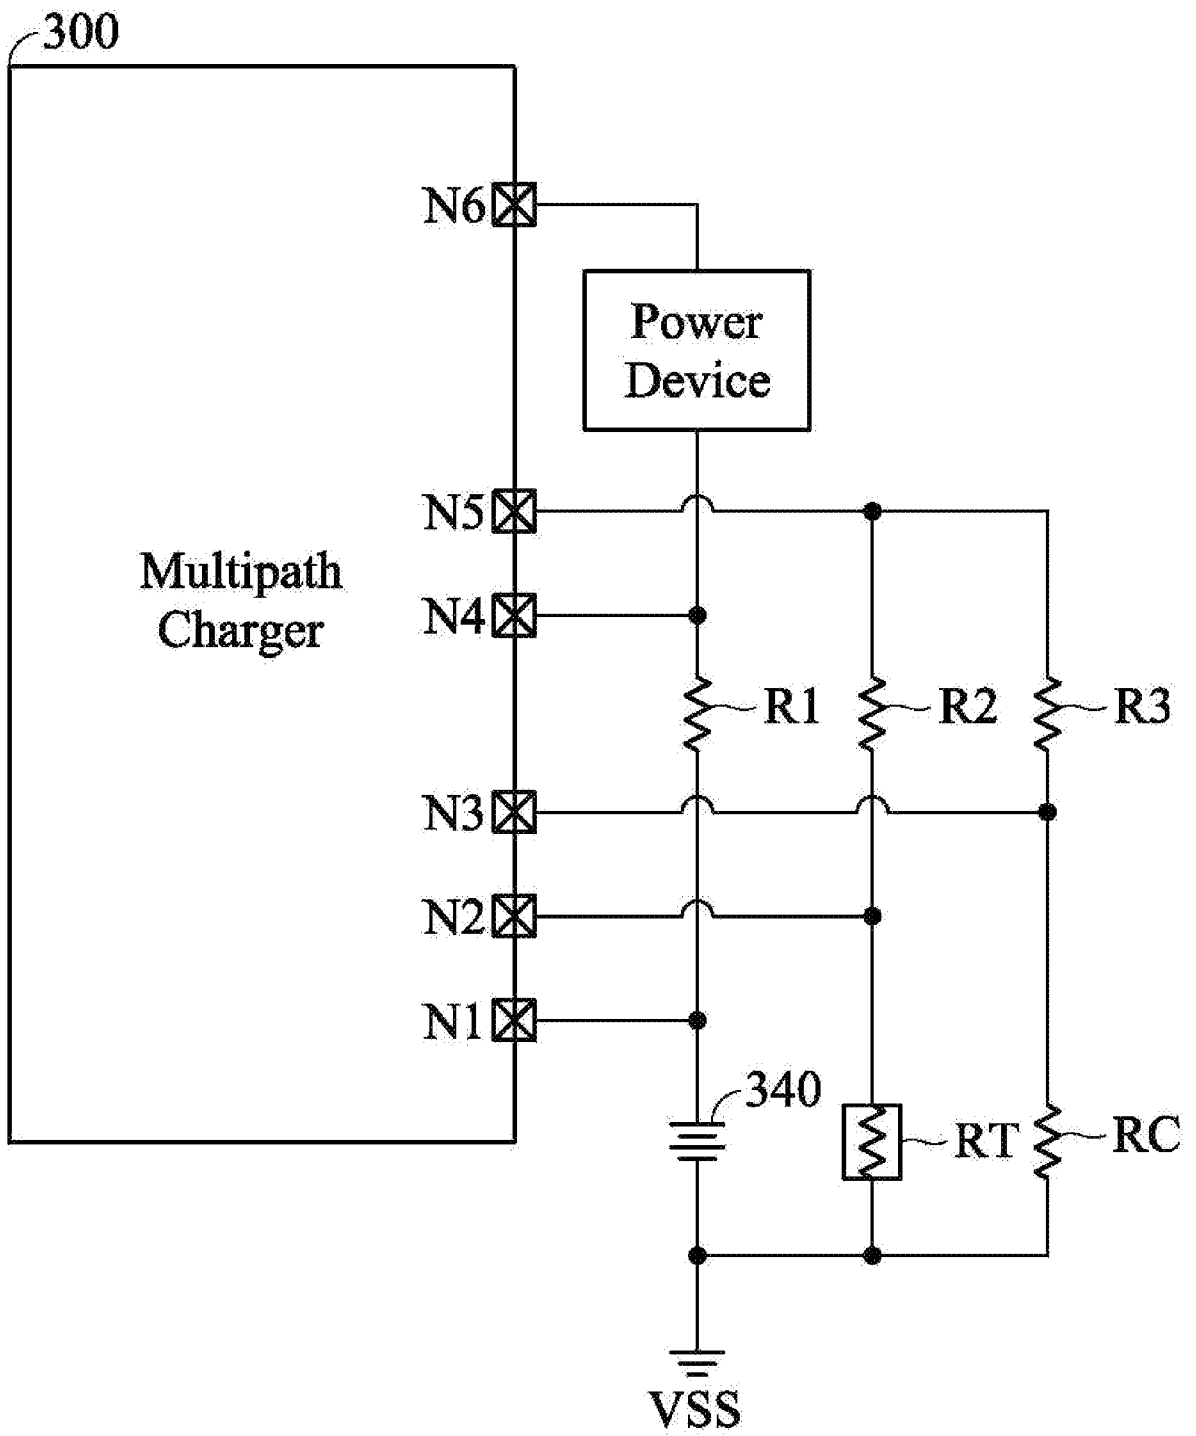 300
N6
Power
Device
N5
Multipath
Charger
N4
R1
R2
R3
N3
N2
N1
340
RT
RC
VSS